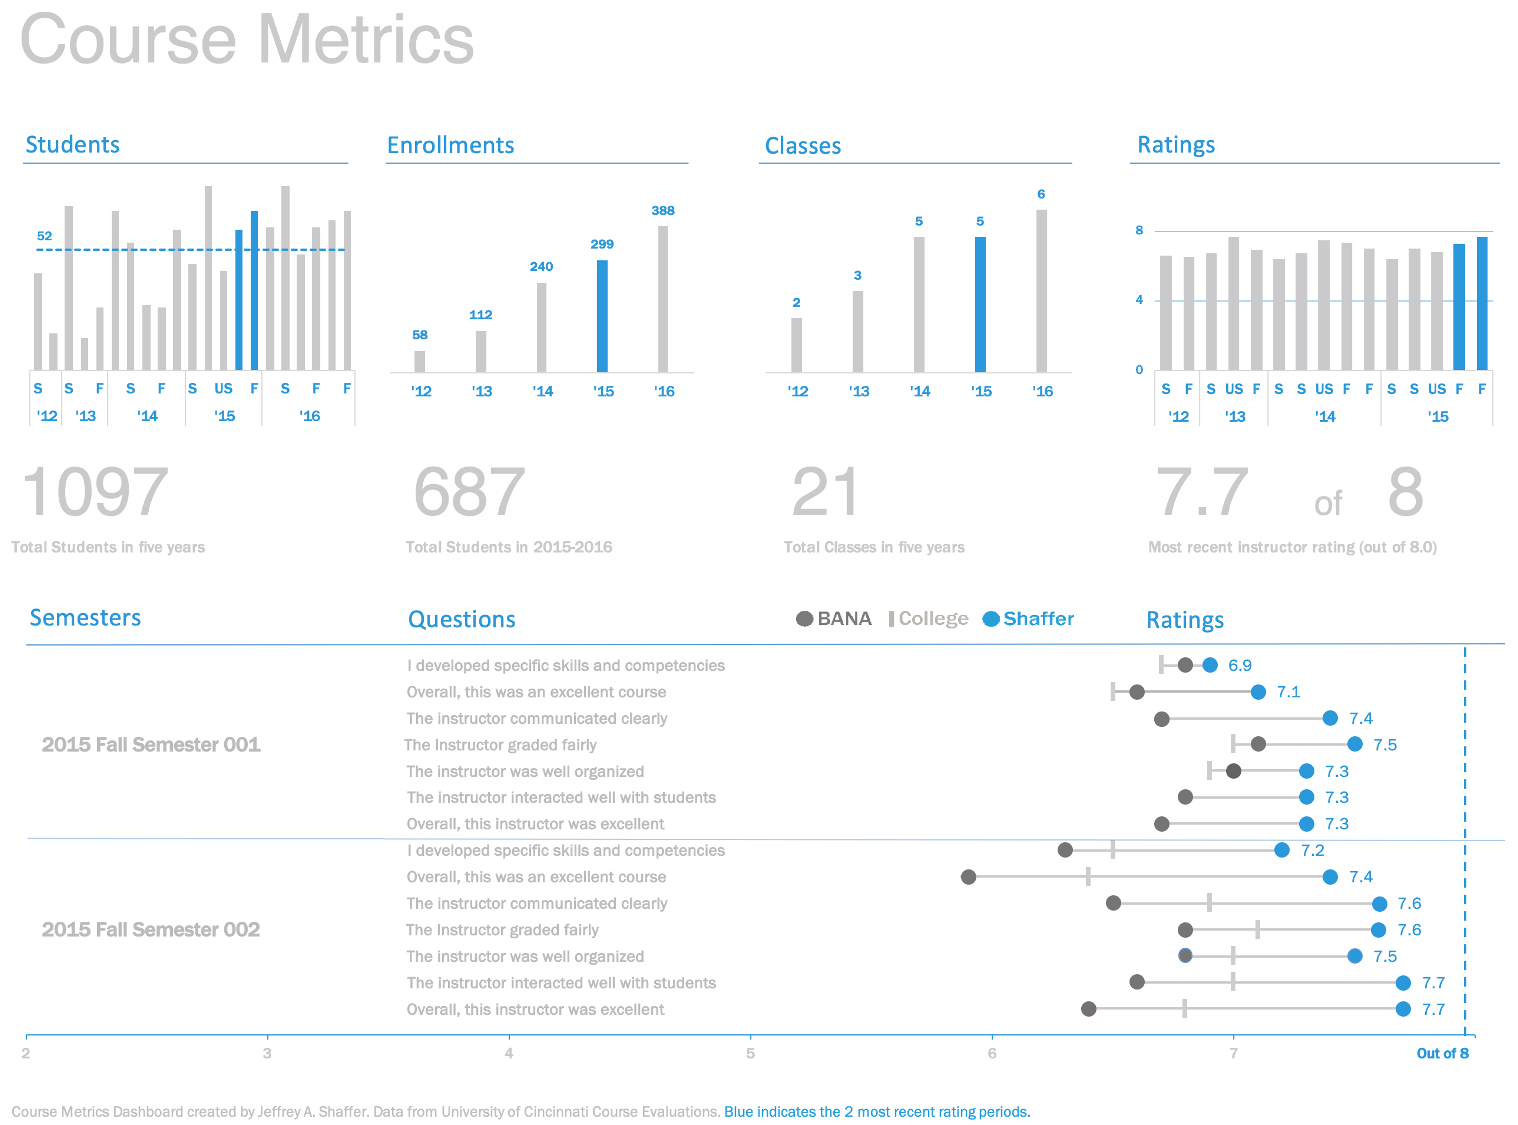 Course Metrics
Students
Enrollments
Classes
Ratings
52
S S F S F S US F S F F
'12 '13 '14 '15 '16
58 112 240 299 388
'12 '13 '14 '15 '16
2 3 5 5 6
'12 '13 '14 '15 '16
8
4
0
S F S US F S S US F F S S US F F
'12 '13 '14 '15
1097
Total Students in five years
687
Total Students in 2015-2016
21
Total Classes in five years
7.7 of 8
Most recent instructor rating (out of 8.0)
Semesters
Questions
BANA College Shaffer
Ratings
2015 Fall Semester 001
I developed specific skills and competencies 6.9
Overall, this was an excellent course 7.1
The instructor communicated clearly 7.4
The Instructor graded fairly 7.5
The instructor was well organized 7.3
The instructor interacted well with students 7.3
Overall, this instructor was excellent 7.3
2015 Fall Semester 002
I developed specific skills and competencies 7.2
Overall, this was an excellent course 7.4
The instructor communicated clearly 7.6
The Instructor graded fairly 7.6
The instructor was well organized 7.5
The instructor interacted well with students 7.7
Overall, this instructor was excellent 7.7
2 3 4 5 6 7 Out of 8
Course Metrics Dashboard created by Jeffrey A. Shaffer. Data from University of Cincinnati Course Evaluations. Blue indicates the 2 most recent rating periods.